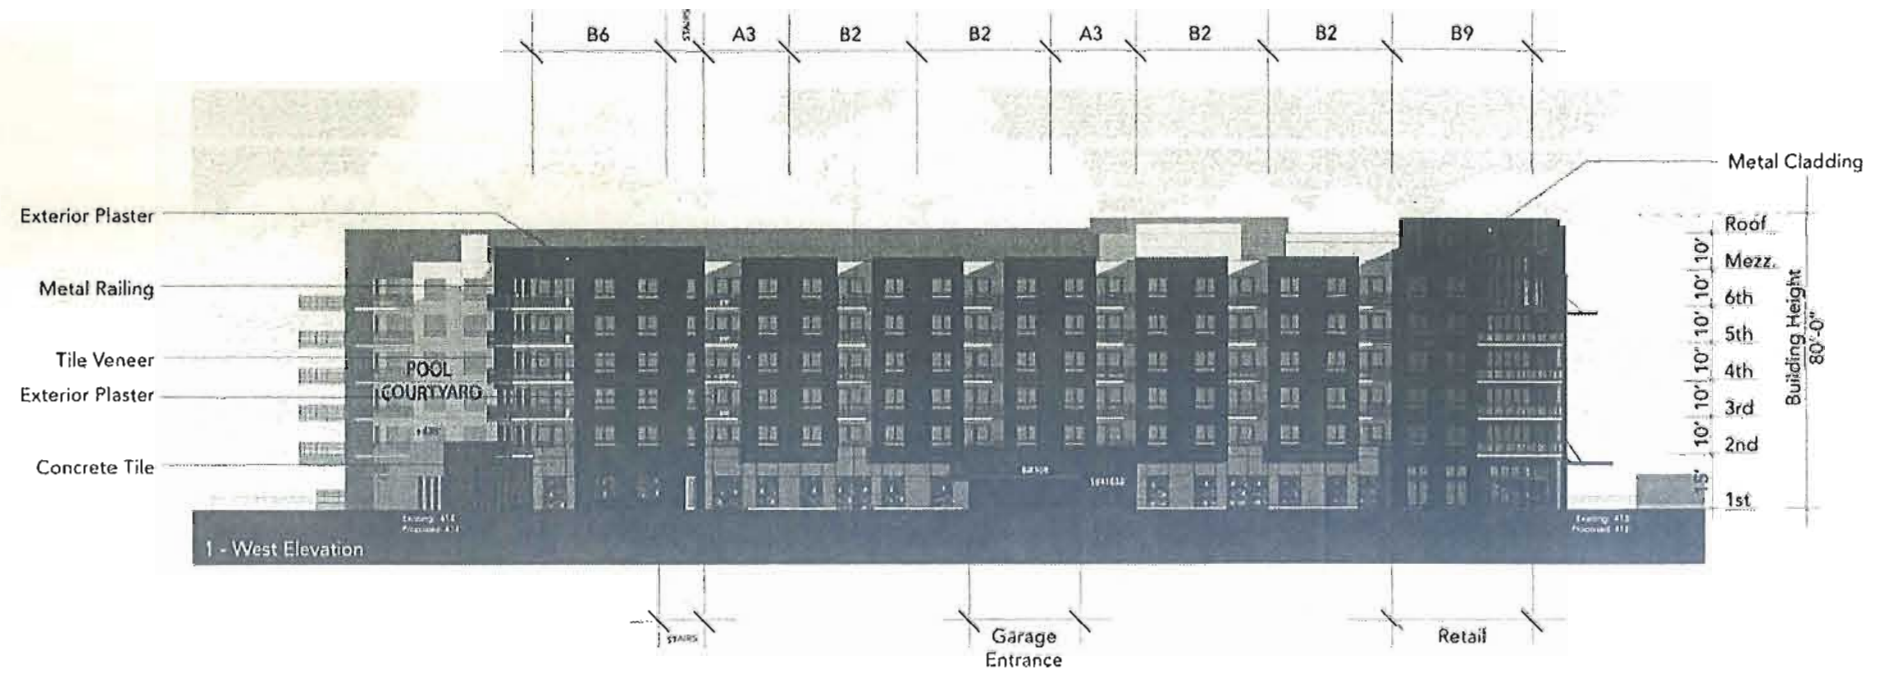 B6
STAIRS
A3
B2
B2
A3
B2
B2
B9
Metal Cladding
Exterior Plaster
Metal Railing
Tile Veneer
Exterior Plaster
Concrete Tile
POOL
COURTYARD
Roof
10'
Mezz.
10'
6th
10'
5th
10'
4th
10'
3rd
10'
2nd
15'
1st
Building Height
80'-0"
1 - West Elevation
STAIRS
Garage
Entrance
Retail